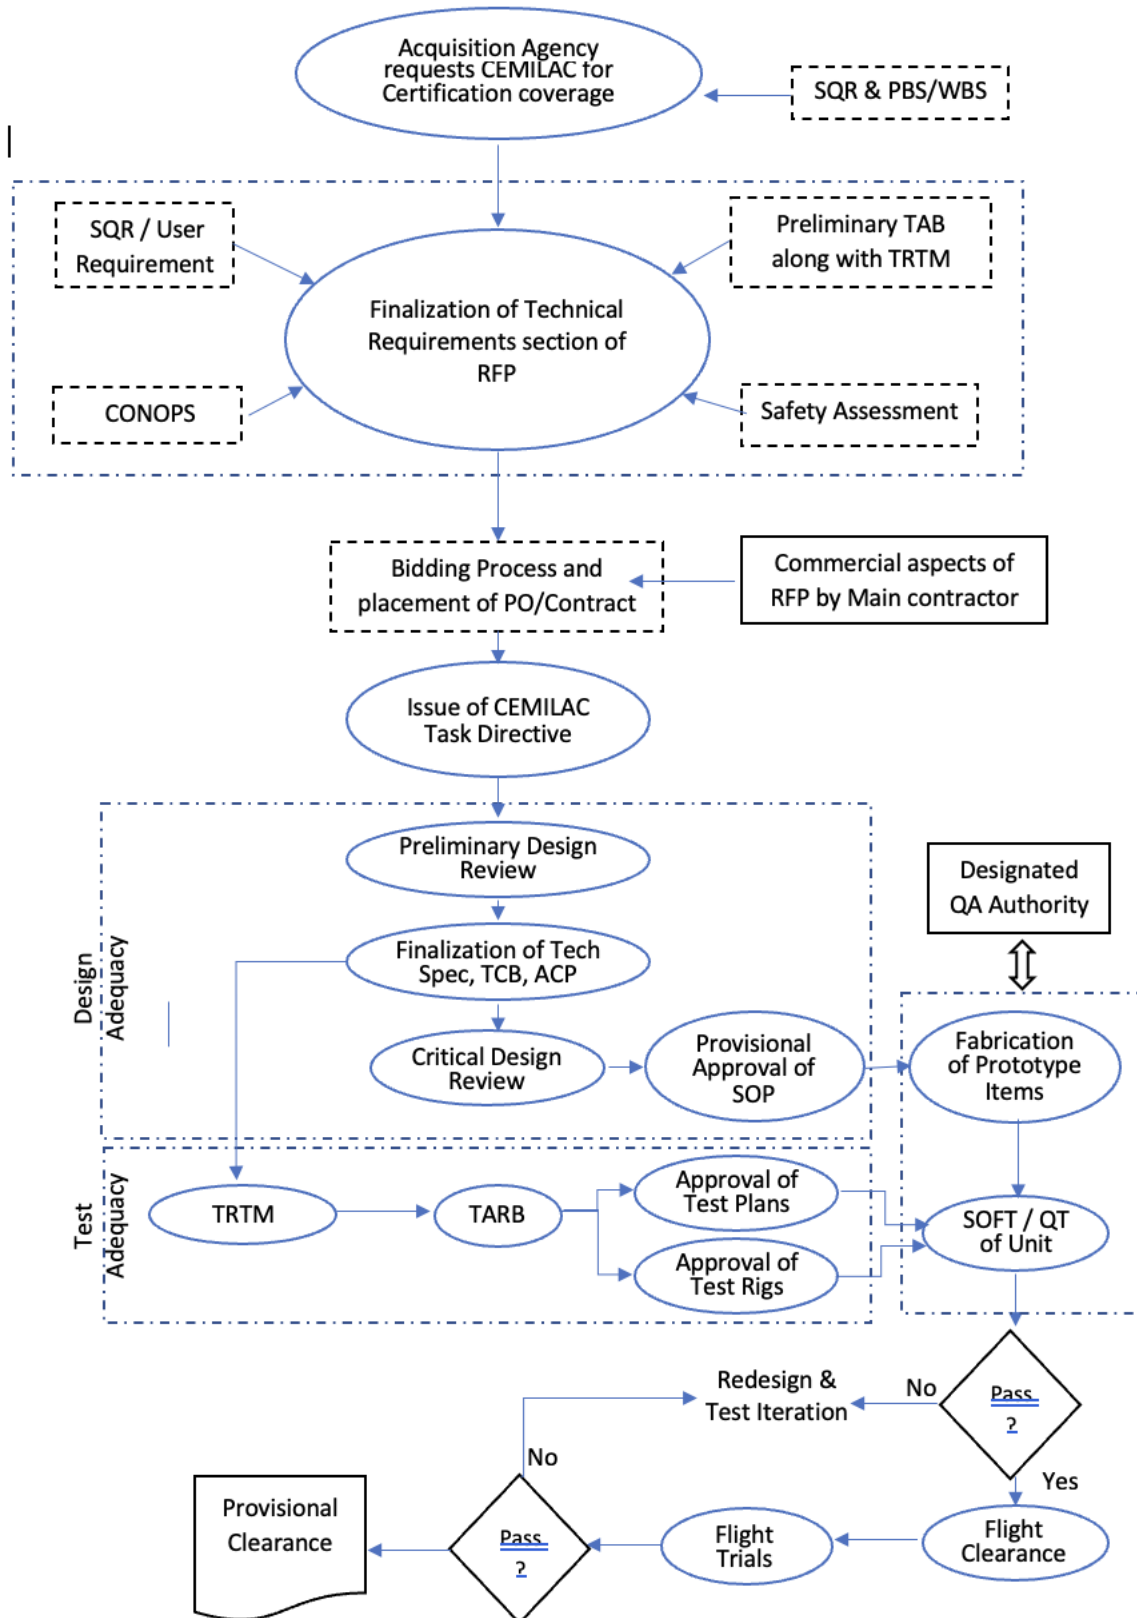 Acquisition Agency
requests CEMILAC for
Certification coverage
SQR & PBS/WBS
SQR / User
Requirement
Preliminary TAB
along with TRTM
Finalization of Technical
Requirements section of
RFP
CONOPS
Safety Assessment
Bidding Process and
placement of PO/Contract
Commercial aspects of
RFP by Main contractor
Issue of CEMILAC
Task Directive
Design
Adequacy
Preliminary Design
Review
Finalization of Tech
Spec, TCB, ACP
Critical Design
Review
Provisional
Approval of
SOP
Designated
QA Authority
Fabrication
of Prototype
Items
Test
Adequacy
TRTM
TARB
Approval of
Test Plans
Approval of
Test Rigs
SOFT / QT
of Unit
Pass
?
No
Redesign &
Test Iteration
Yes
Flight
Clearance
Flight
Trials
Pass
?
No
Provisional
Clearance